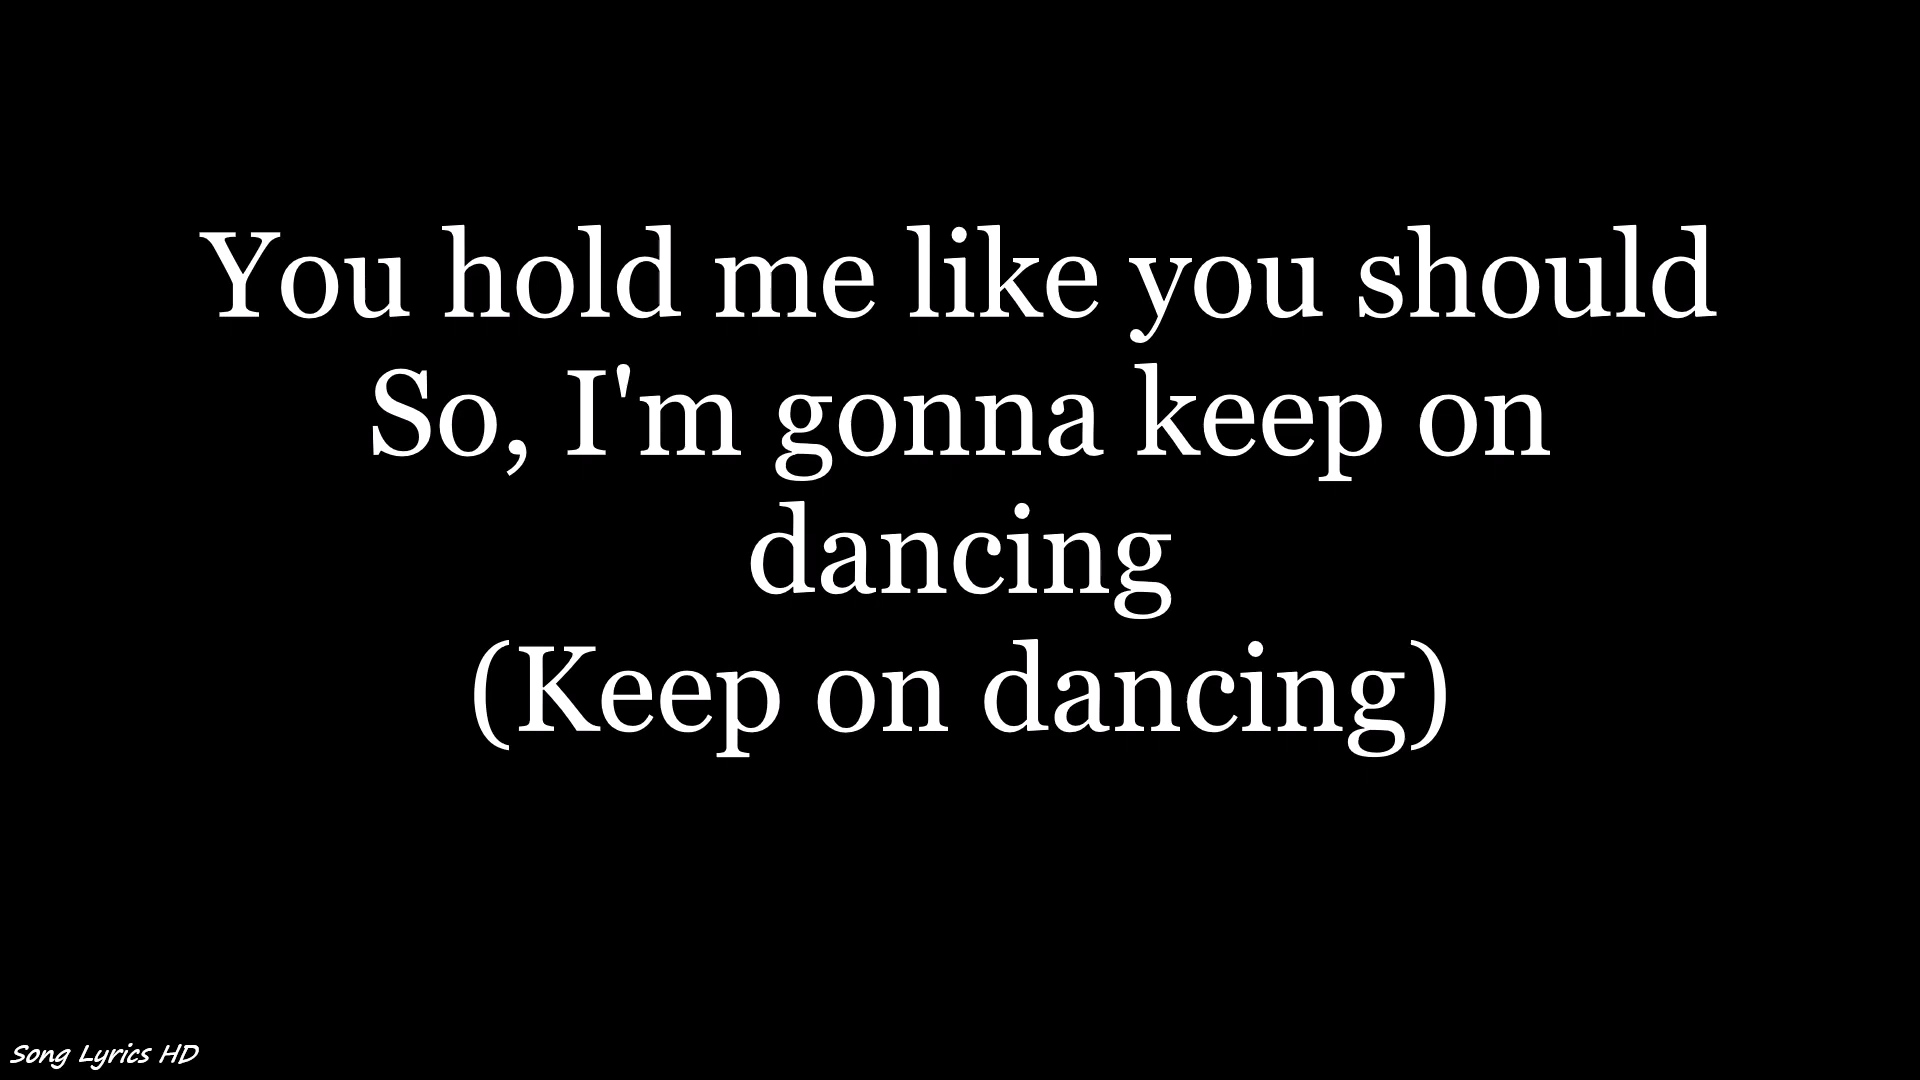 You hold me like you should
So, I'm gonna keep on
dancing
(Keep on dancing)
Song Lyrics HD